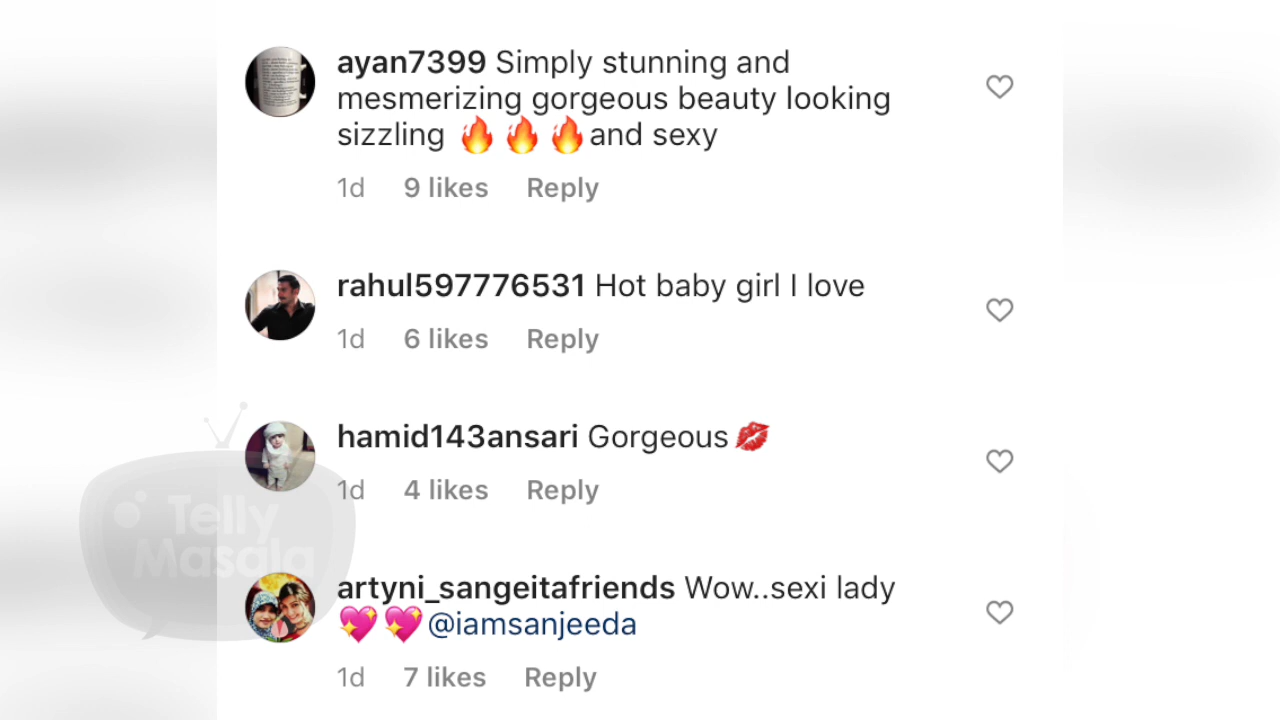 ayan7399 Simply stunning and
mesmerizing gorgeous beauty looking
sizzling 🔥🔥🔥and sexy
1d 9 likes Reply
rahul597776531 Hot baby girl I love
1d 6 likes Reply
hamid143ansari Gorgeous💋
1d 4 likes Reply
Telly
Masala
artyni_sangeitafriends Wow..sexi lady
💖💖@iamsanjeeda
1d 7 likes Reply